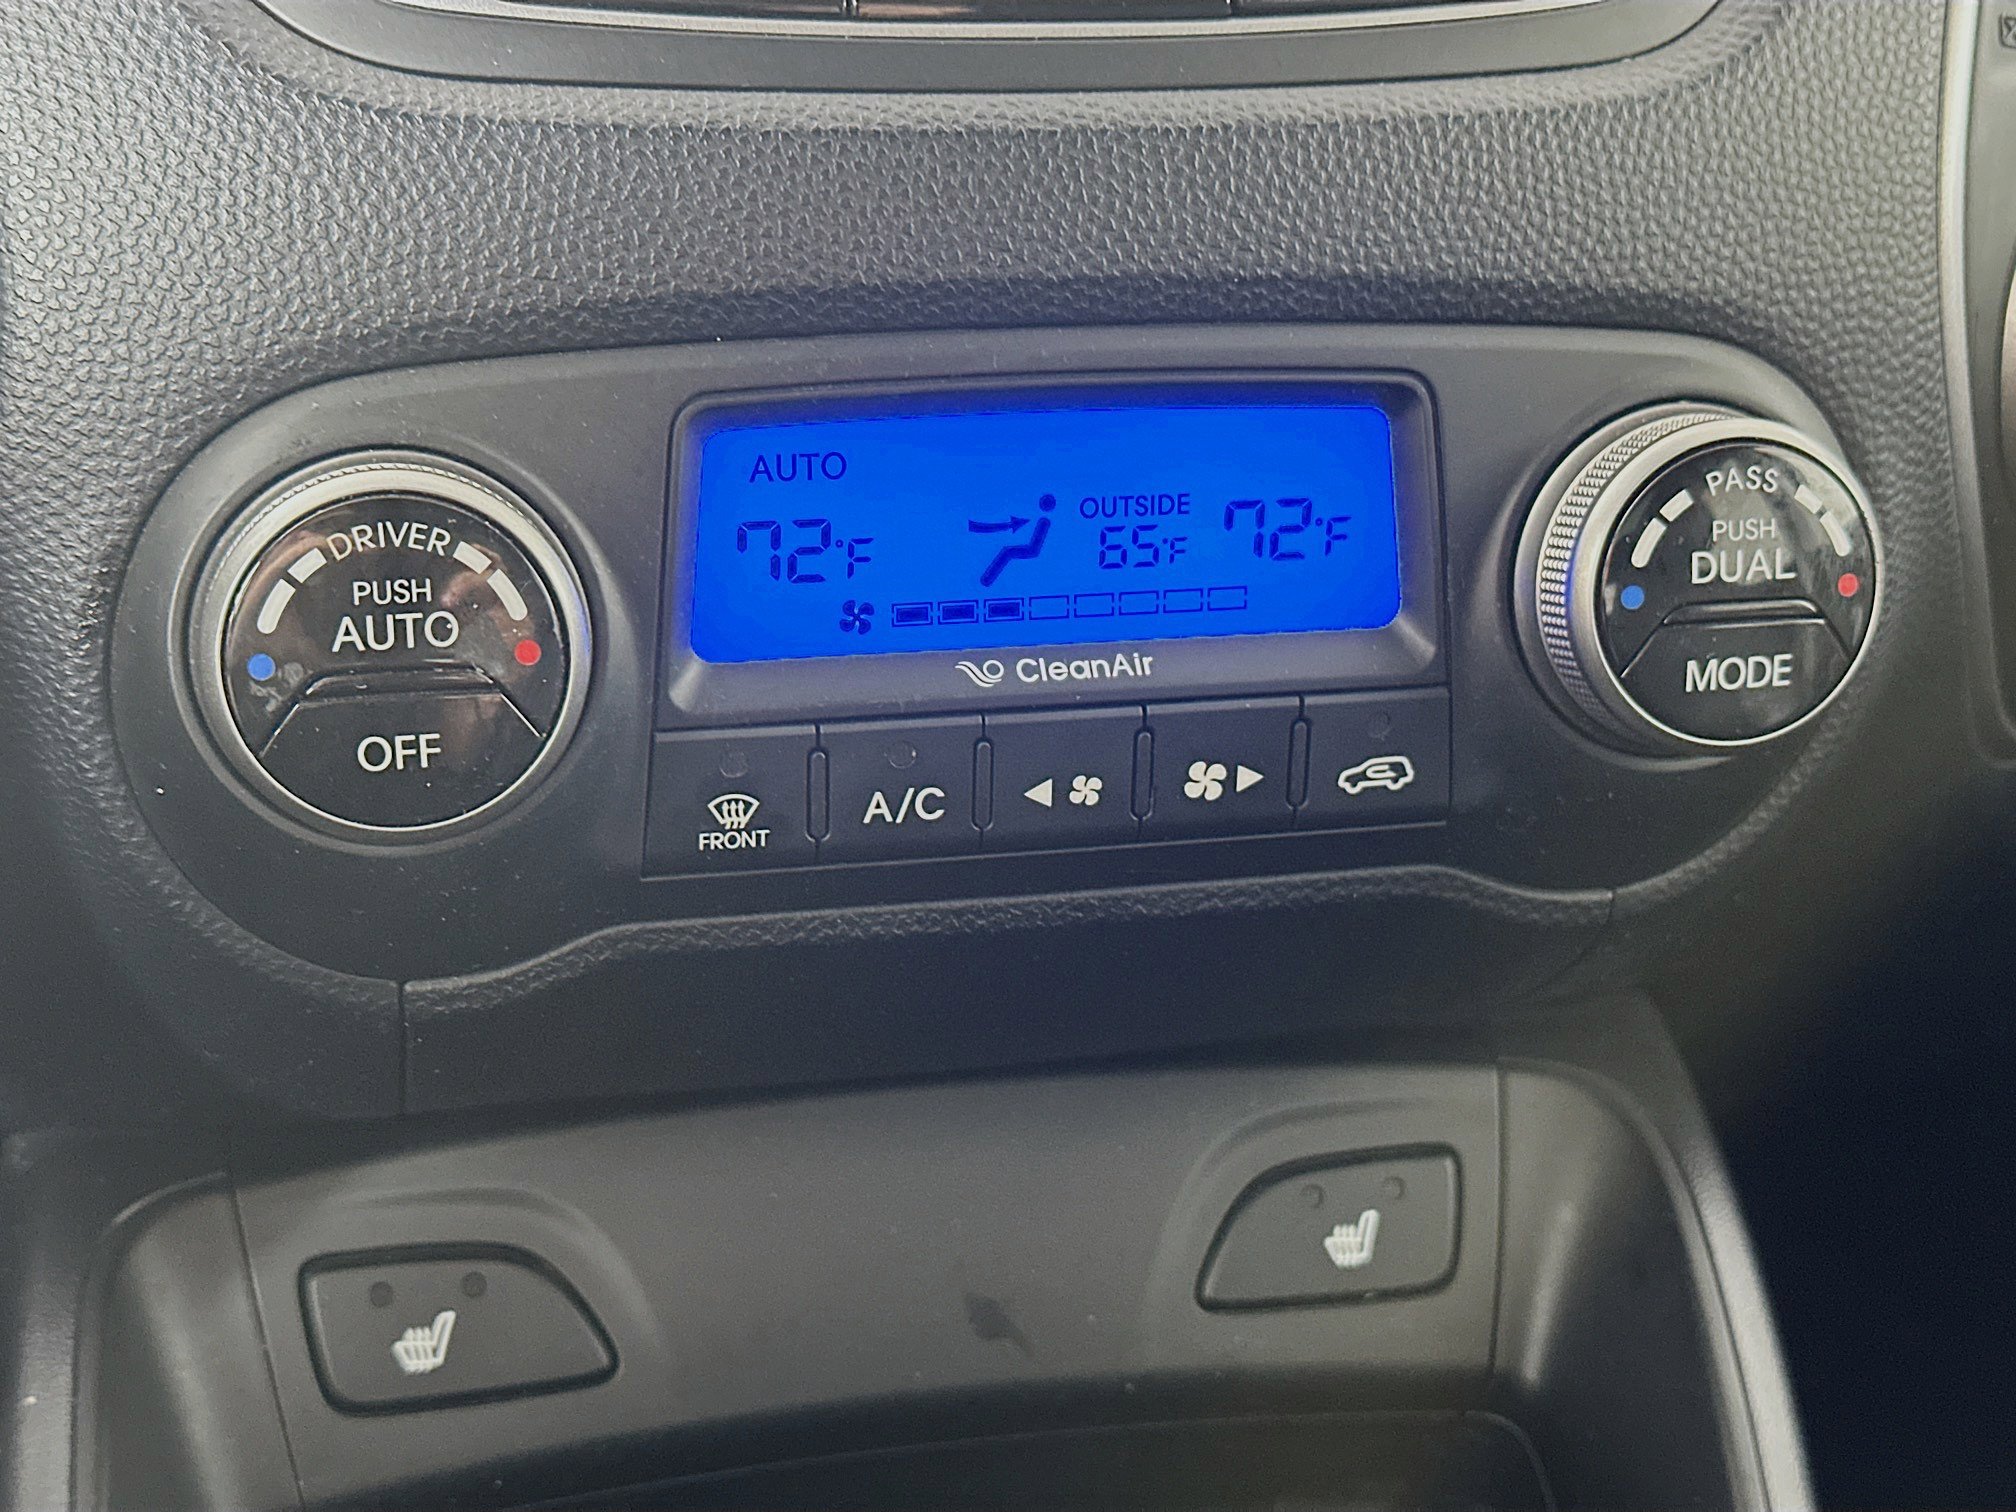 AUTO
72°F
OUTSIDE
65°F
72°F
CleanAir
DRIVER
PUSH
AUTO
OFF
PASS
PUSH
DUAL
MODE
FRONT
A/C